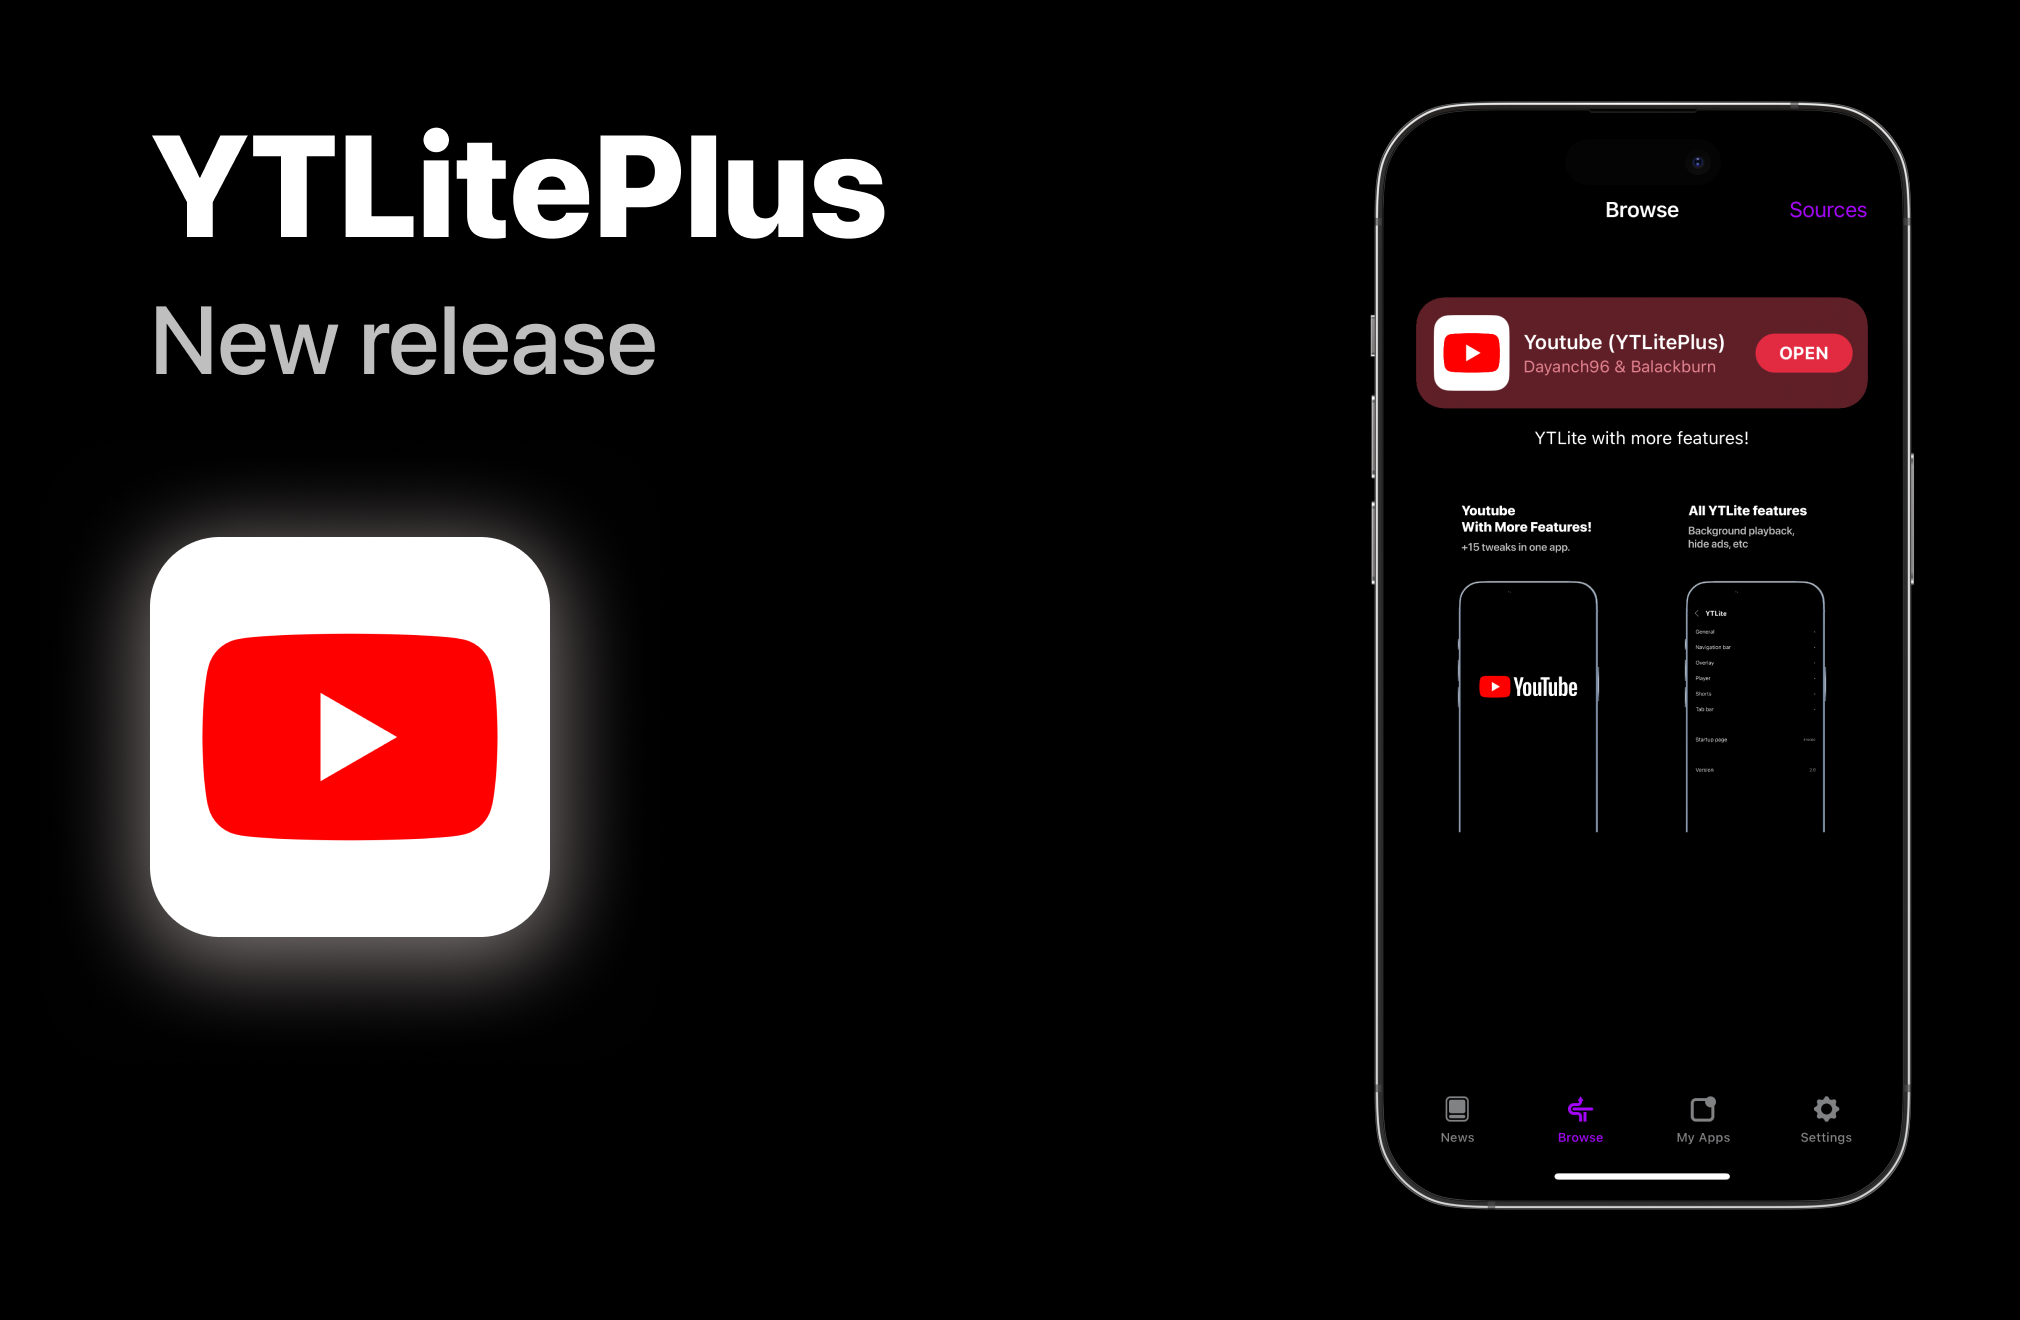 YTLitePlus
New release
Browse
Sources
Youtube (YTLitePlus)
Dayanch96 & Balackburn
OPEN
YTLite with more features!
Youtube
With More Features!
+15 tweaks in one app.
All YTLite features
Background playback,
hide ads, etc
YouTube
YTLite
General
Navigation bar
Overlay
Player
Shorts
Tab bar
Startup page
Version
News
Browse
My Apps
Settings